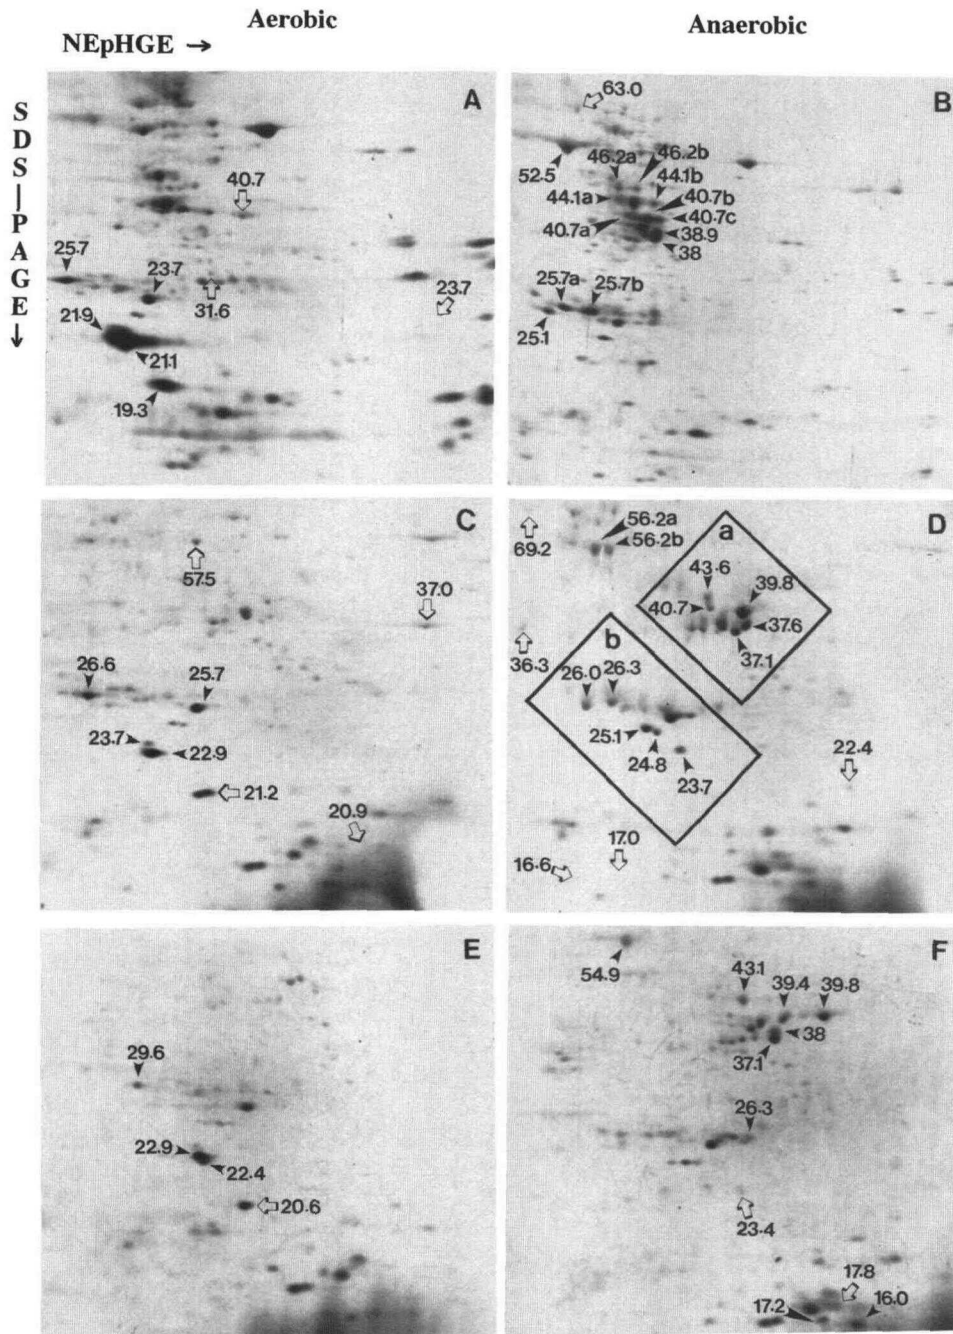 Aerobic
Anaerobic
NEpHGE →
SDS–PAGE↓
A
40.7
25.7
23.7
31.6
23.7
21.9
21.1
19.3
B
63.0
52.5
46.2a
46.2b
44.1b
44.1a
40.7b
40.7c
40.7a
38.9
38
25.7a
25.7b
25.1
C
57.5
37.0
26.6
25.7
23.7
22.9
21.2
20.9
D
56.2a
56.2b
69.2
a
43.6
39.8
40.7
37.6
37.1
36.3
b
26.0
26.3
25.1
24.8
23.7
22.4
17.0
16.6
E
29.6
22.9
22.4
20.6
F
54.9
43.1
39.4
39.8
38
37.1
26.3
23.4
17.8
17.2
16.0